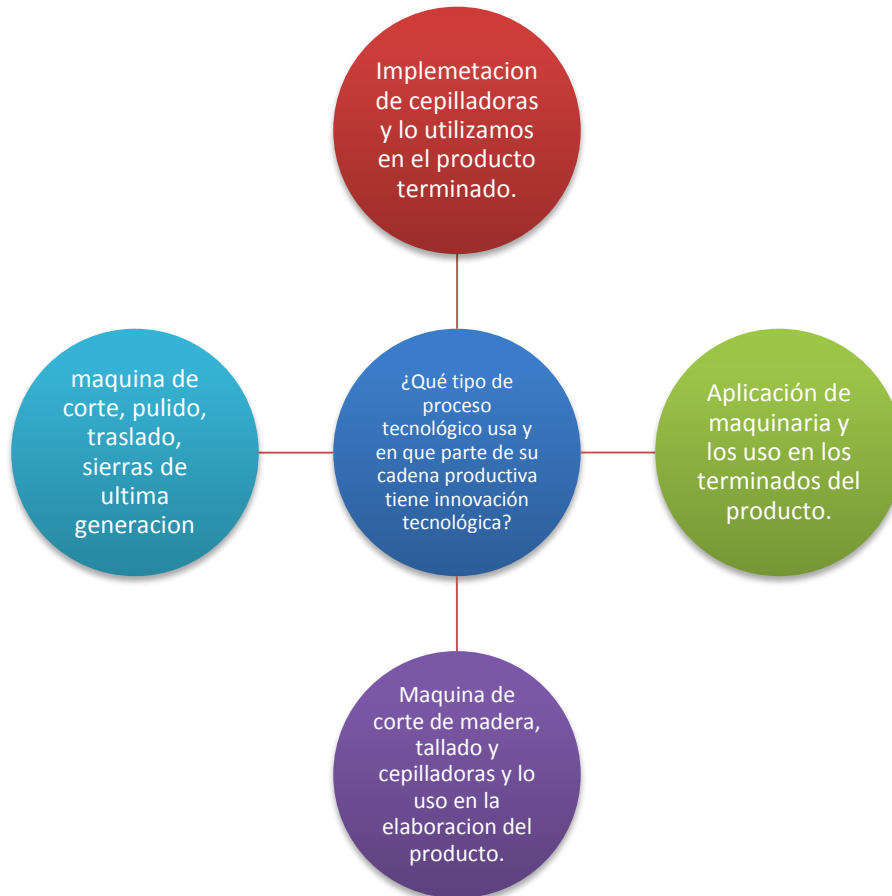 Implemetacion
de cepilladoras
y lo utilizamos
en el producto
terminado.
maquina de
corte, pulido,
traslado,
sierras de
ultima
generacion
¿Qué tipo de
proceso
tecnológico usa y
en que parte de su
cadena productiva
tiene innovación
tecnológica?
Aplicación de
maquinaria y
los uso en los
terminados del
producto.
Maquina de
corte de madera,
tallado y
cepilladoras y lo
uso en la
elaboracion del
producto.